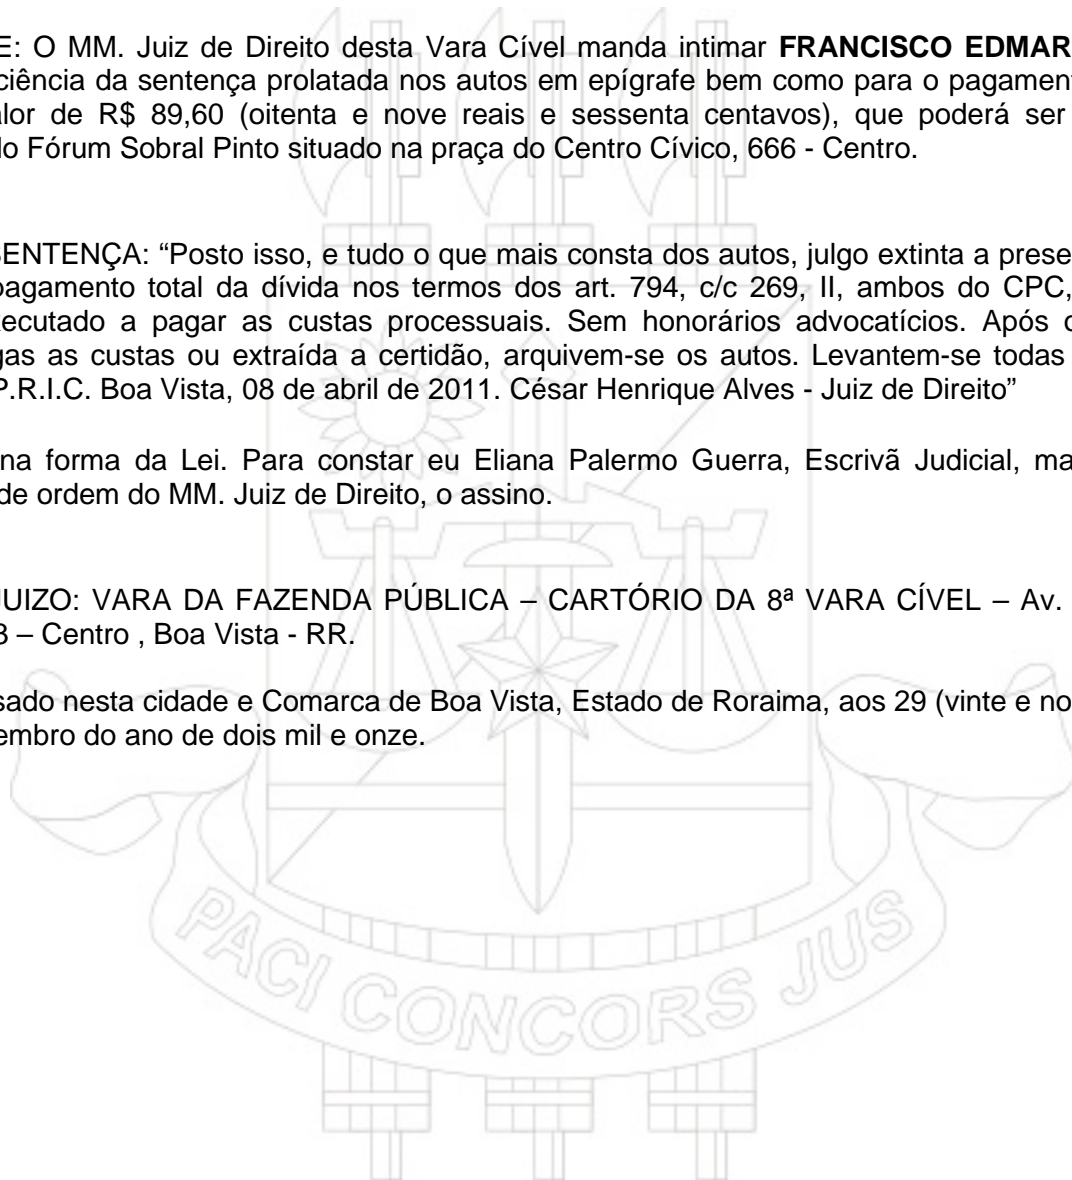 E: O MM. Juiz de Direito desta Vara Cível manda intimar FRANCISCO EDMAR
ciência da sentença prolatada nos autos em epígrafe bem como para o pagament
alor de R$ 89,60 (oitenta e nove reais e sessenta centavos), que poderá ser
lo Fórum Sobral Pinto situado na praça do Centro Cívico, 666 - Centro.
SENTENÇA: “Posto isso, e tudo o que mais consta dos autos, julgo extinta a prese
pagamento total da dívida nos termos dos art. 794, c/c 269, II, ambos do CPC,
xecutado a pagar as custas processuais. Sem honorários advocatícios. Após o
gas as custas ou extraída a certidão, arquivem-se os autos. Levantem-se todas
P.R.I.C. Boa Vista, 08 de abril de 2011. César Henrique Alves - Juiz de Direito”
na forma da Lei. Para constar eu Eliana Palermo Guerra, Escrivã Judicial, ma
de ordem do MM. Juiz de Direito, o assino.
JUIZO: VARA DA FAZENDA PÚBLICA – CARTÓRIO DA 8ª VARA CÍVEL – Av.
3 – Centro , Boa Vista - RR.
sado nesta cidade e Comarca de Boa Vista, Estado de Roraima, aos 29 (vinte e no
embro do ano de dois mil e onze.
PACI CONCORS JUS